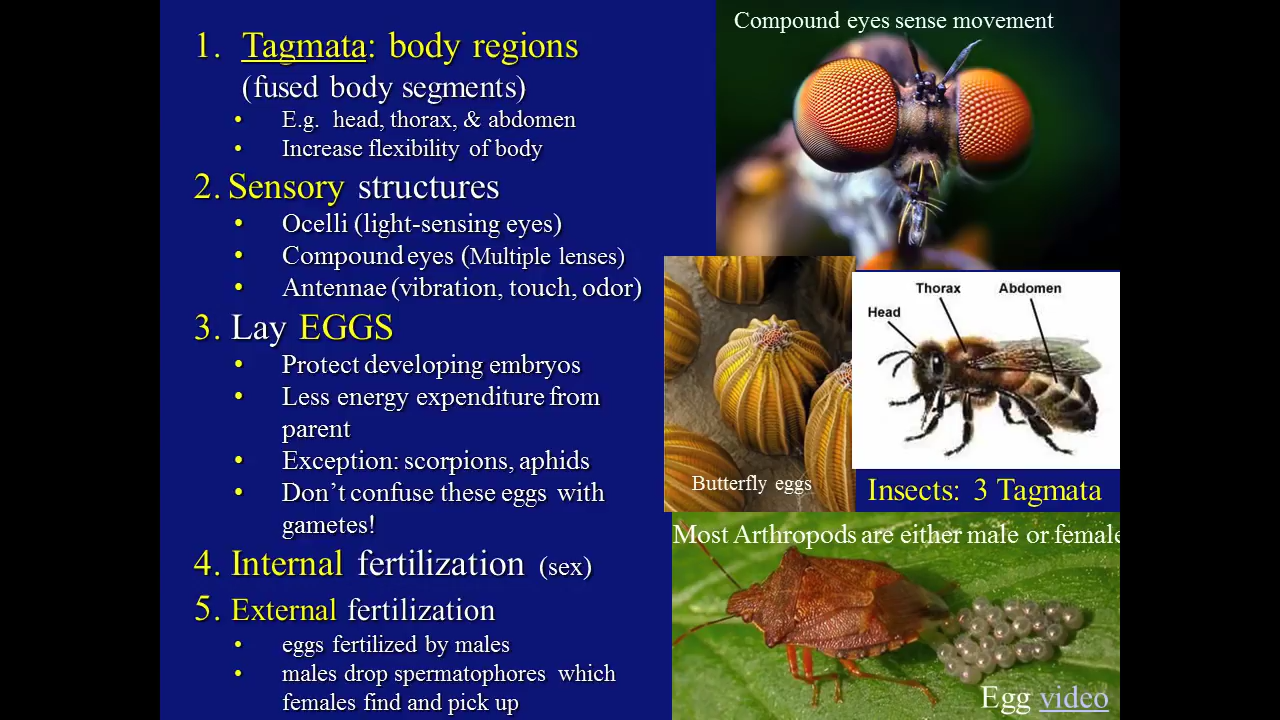 1. Tagmata: body regions
(fused body segments)
• E.g. head, thorax, & abdomen
• Increase flexibility of body
2. Sensory structures
• Ocelli (light-sensing eyes)
• Compound eyes (Multiple lenses)
• Antennae (vibration, touch, odor)
3. Lay EGGS
• Protect developing embryos
• Less energy expenditure from
parent
• Exception: scorpions, aphids
• Don't confuse these eggs with
gametes!
4. Internal fertilization (sex)
5. External fertilization
• eggs fertilized by males
• males drop spermatophores which
females find and pick up
Compound eyes sense movement
Butterfly eggs
Thorax
Abdomen
Head
Insects: 3 Tagmata
Most Arthropods are either male or female
Egg video